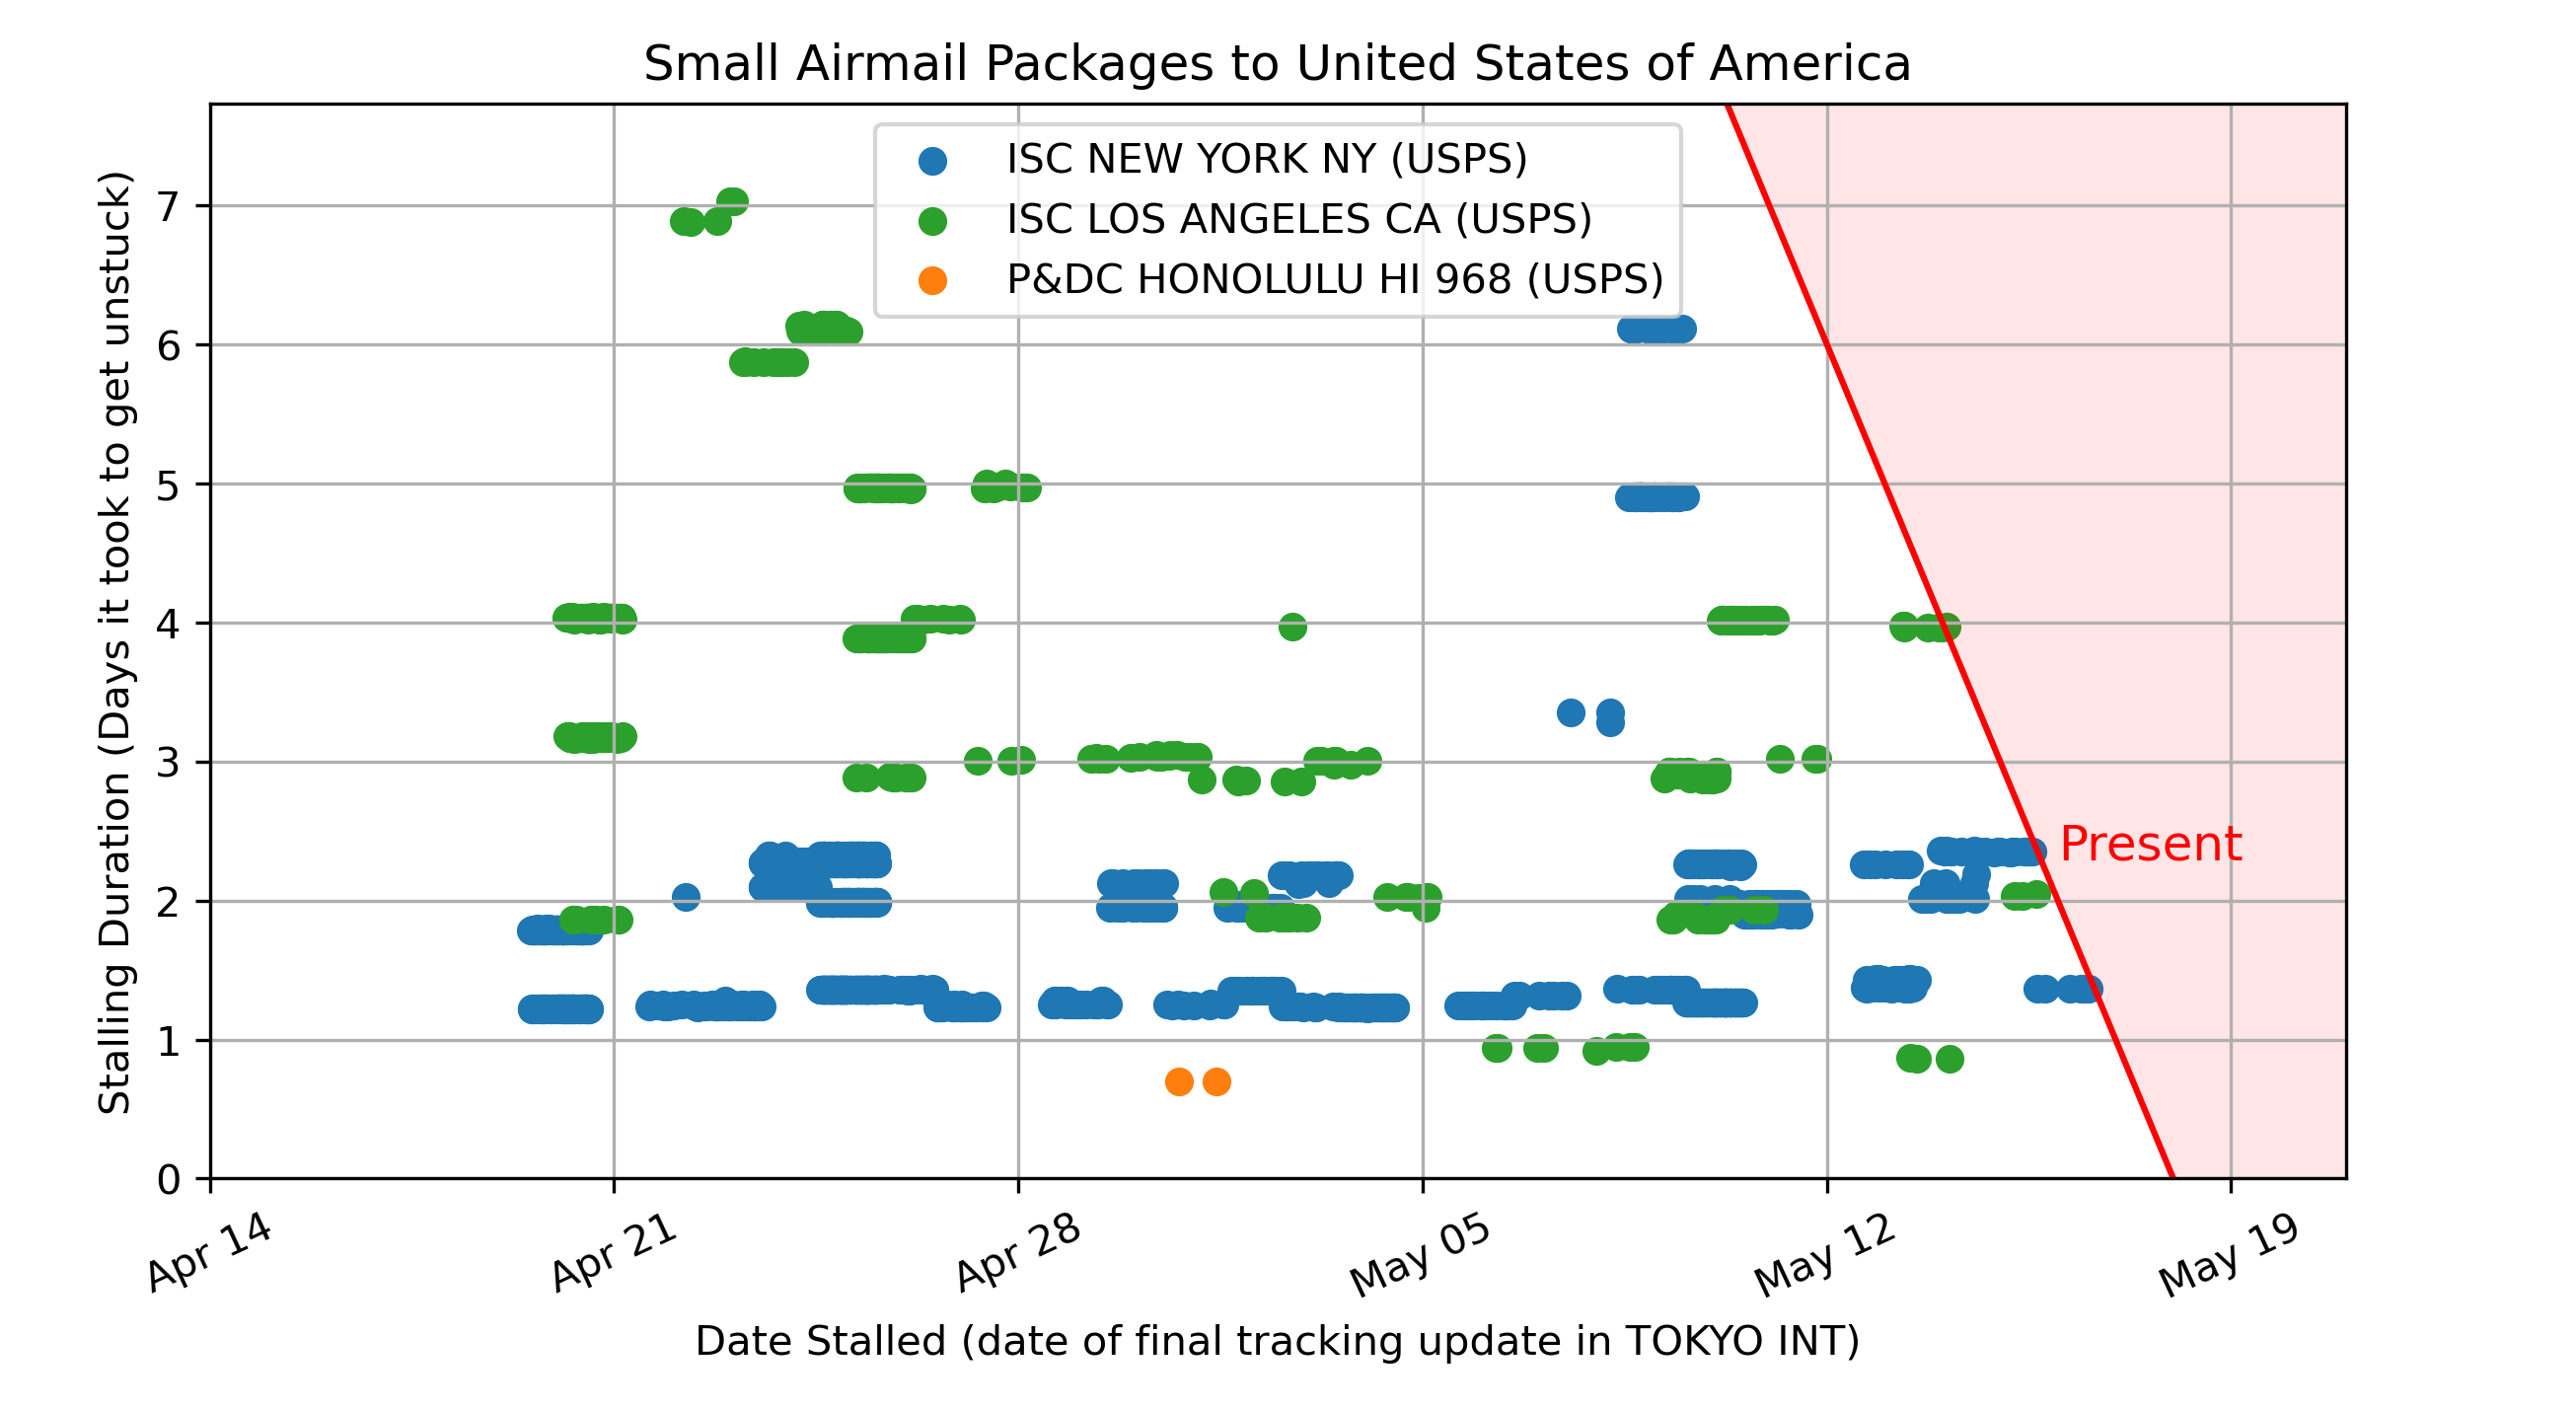 Small Airmail Packages to United States of America
ISC NEW YORK NY (USPS)
ISC LOS ANGELES CA (USPS)
P&DC HONOLULU HI 968 (USPS)
Stalling Duration (Days it took to get unstuck)
7
6
5
4
3
2
1
0
Present
Apr 14
Apr 21
Apr 28
May 05
May 12
May 19
Date Stalled (date of final tracking update in TOKYO INT)